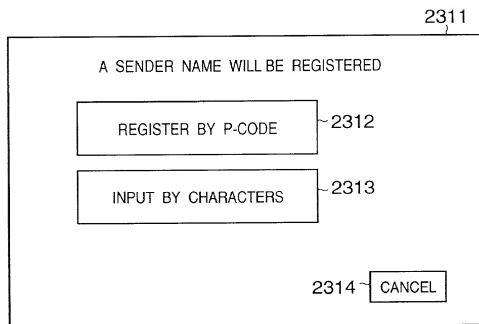 2311
A SENDER NAME WILL BE REGISTERED
REGISTER BY P-CODE 2312
INPUT BY CHARACTERS 2313
2314 CANCEL